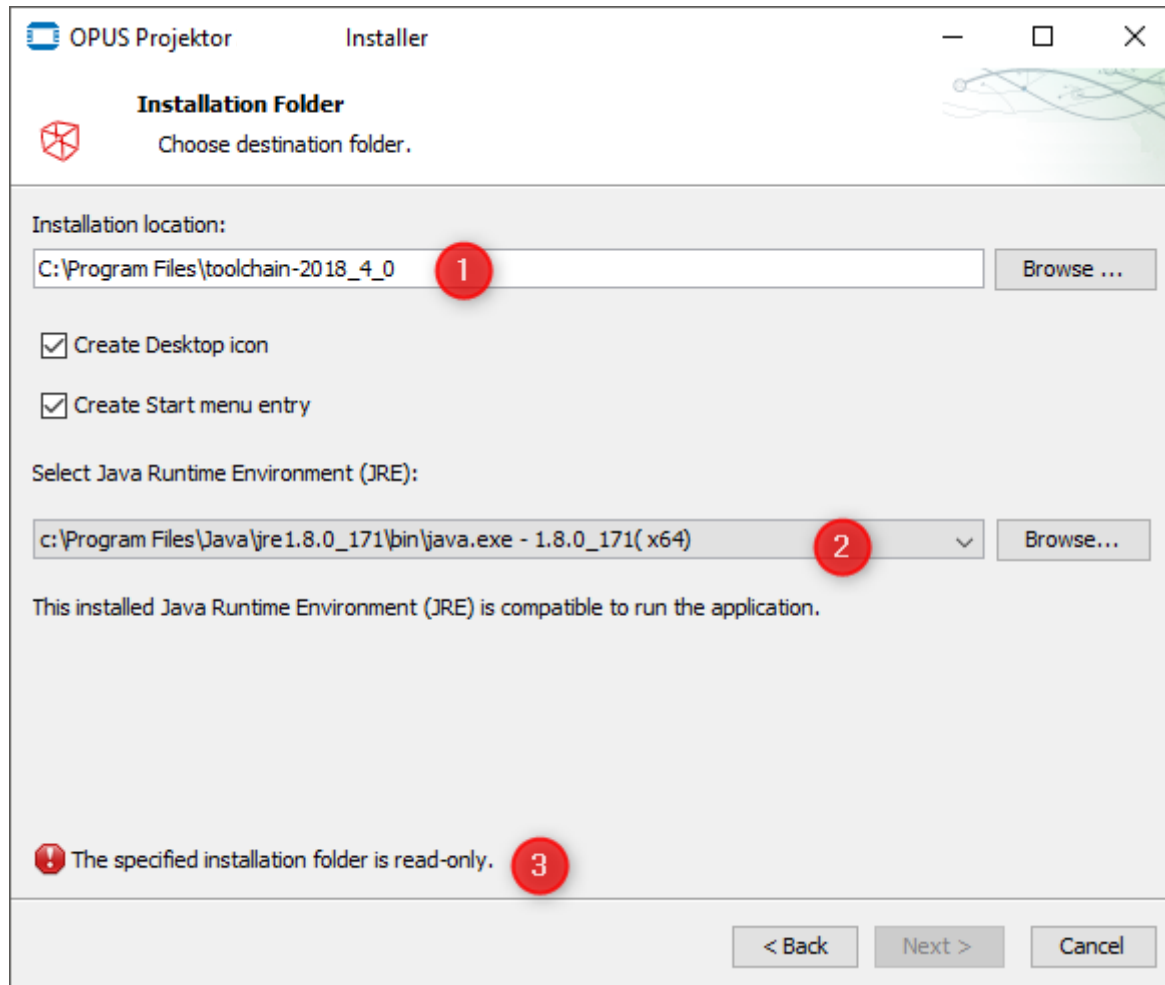 OPUS Projektor Installer
Installation Folder
Choose destination folder.
Installation location:
C:\Program Files\toolchain-2018_4_0 1 Browse ...
Create Desktop icon
Create Start menu entry
Select Java Runtime Environment (JRE):
c:\Program Files\Java\jre1.8.0_171\bin\java.exe - 1.8.0_171( x64) 2 Browse...
This installed Java Runtime Environment (JRE) is compatible to run the application.
The specified installation folder is read-only. 3
< Back Next > Cancel